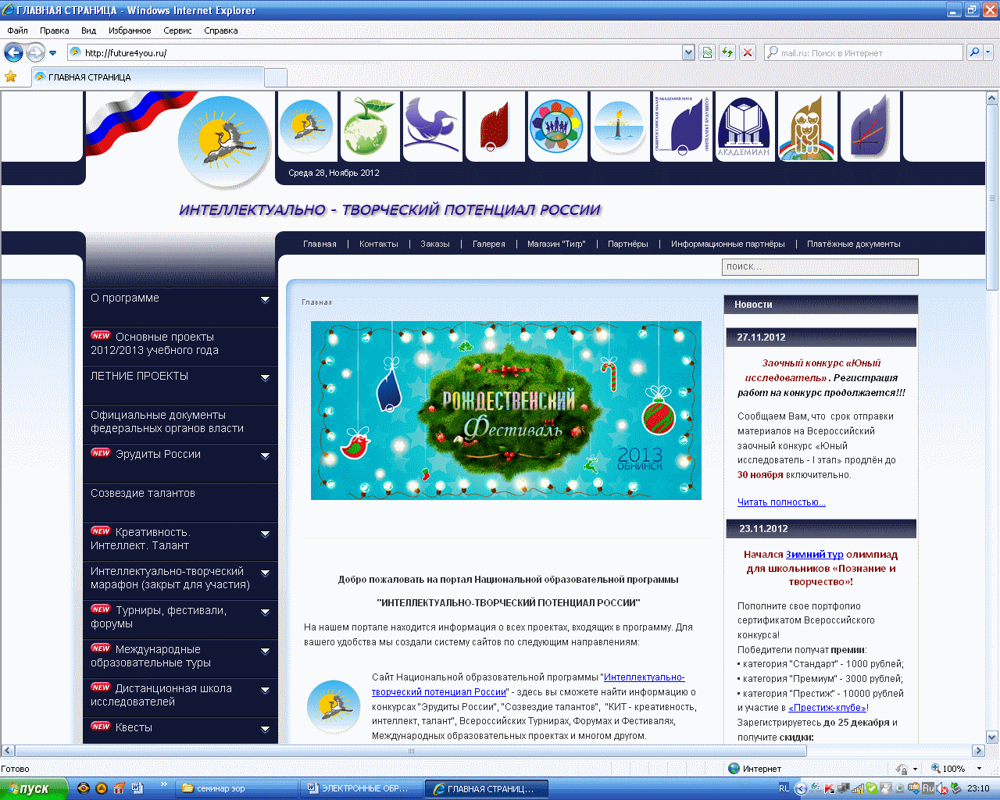 ГЛАВНАЯ СТРАНИЦА - Windows Internet Explorer
Файл Правка Вид Избранное Сервис Справка
http://future4you.ru/
mail.ru: Поиск в Интернет
ГЛАВНАЯ СТРАНИЦА
АКАДЕМИАН
Среда 28, Ноябрь 2012
ИНТЕЛЛЕКТУАЛЬНО - ТВОРЧЕСКИЙ ПОТЕНЦИАЛ РОССИИ
Главная | Контакты | Заказы | Галерея | Магазин "Тигр" | Партнёры | Информационные партнёры | Платёжные документы
поиск...
О программе
NEW Основные проекты
2012/2013 учебного года
ЛЕТНИЕ ПРОЕКТЫ
Официальные документы
федеральных органов власти
NEW Эрудиты России
Созвездие талантов
NEW Креативность.
Интеллект. Талант
Интеллектуально-творческий
марафон (закрыт для участия)
NEW Турниры, фестивали,
форумы
NEW Международные
образовательные туры
NEW Дистанционная школа
исследователей
NEW Квесты
Главная
РОЖДЕСТВЕНСКИЙ
Фестиваль
2013
ОБНИНСК
Добро пожаловать на портал Национальной образовательной программы
"ИНТЕЛЛЕКТУАЛЬНО-ТВОРЧЕСКИЙ ПОТЕНЦИАЛ РОССИИ"
На нашем портале находится информация о всех проектах, входящих в программу. Для
вашего удобства мы создали систему сайтов по следующим направлениям:
Сайт Национальной образовательной программы "Интеллектуально-
творческий потенциал России" - здесь вы сможете найти информацию о
конкурсах "Эрудиты России", "Созвездие талантов", "КИТ - креативность,
интеллект, талант", Всероссийских Турнирах, Форумах и Фестивалях,
Международных образовательных проектах и многом другом.
Новости
27.11.2012
Заочный конкурс «Юный
исследователь» . Регистрация
работ на конкурс продолжается!!!
Сообщаем Вам, что срок отправки
материалов на Всероссийский
заочный конкурс «Юный
исследователь - I этап» продлён до
30 ноября включительно.
Читать полностью...
23.11.2012
Начался Зимний тур олимпиад
для школьников «Познание и
творчество»!
Пополните свое портфолио
сертификатом Всероссийского
конкурса!
Победители получат премии:
• категория "Стандарт" - 1000 рублей;
• категория "Премиум" - 3000 рублей;
• категория "Престиж" - 10000 рублей
и участие в «Престиж-клубе»!
Зарегистрируетесь до 25 декабря и
получите скидки:
Готово
Интернет
100%
пуск
семинар эор
ЭЛЕКТРОННЫЕ ОБР...
ГЛАВНАЯ СТРАНИЦ...
RU
Ru
23:10